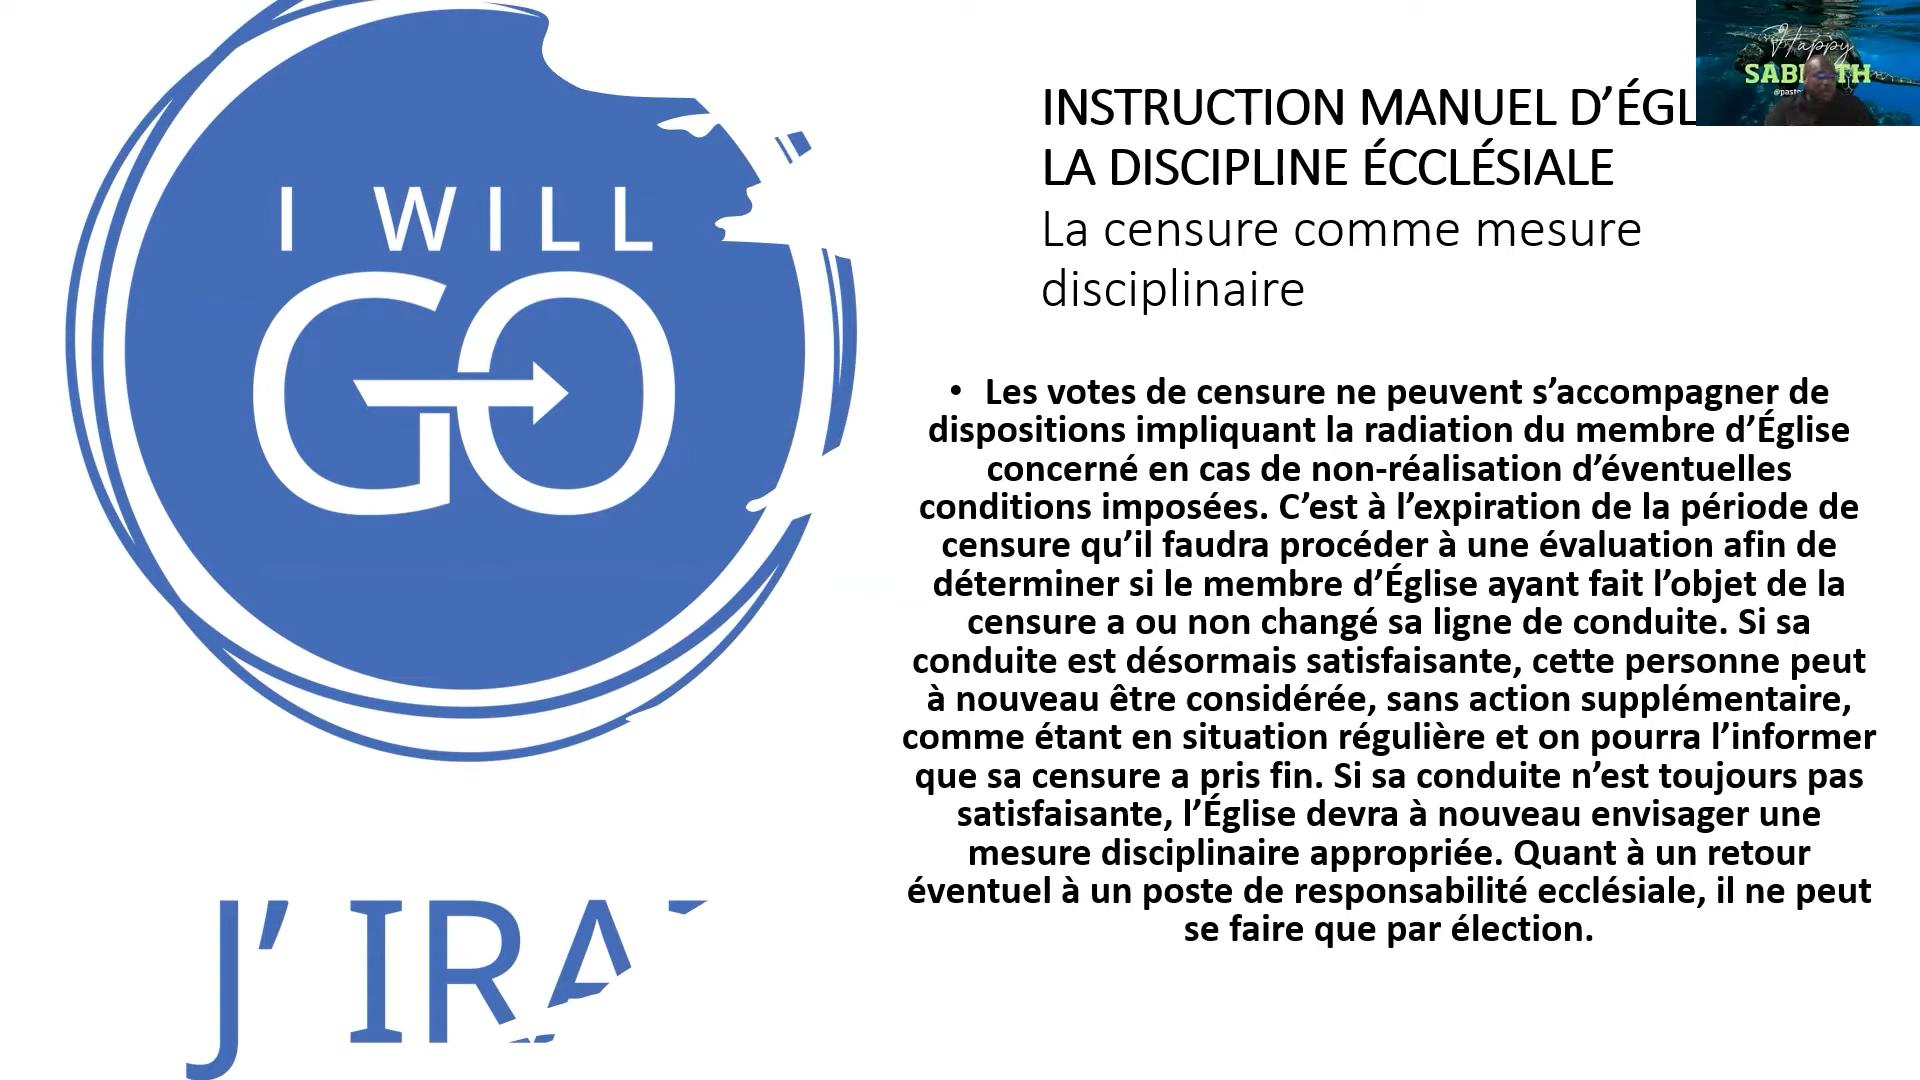 I WILL
GO
J’ IRAI
Happy
SABBATH
INSTRUCTION MANUEL D’ÉGL
LA DISCIPLINE ÉCCLÉSIALE
La censure comme mesure
disciplinaire
• Les votes de censure ne peuvent s’accompagner de
dispositions impliquant la radiation du membre d’Église
concerné en cas de non-réalisation d’éventuelles
conditions imposées. C’est à l’expiration de la période de
censure qu’il faudra procéder à une évaluation afin de
déterminer si le membre d’Église ayant fait l’objet de la
censure a ou non changé sa ligne de conduite. Si sa
conduite est désormais satisfaisante, cette personne peut
à nouveau être considérée, sans action supplémentaire,
comme étant en situation régulière et on pourra l’informer
que sa censure a pris fin. Si sa conduite n’est toujours pas
satisfaisante, l’Église devra à nouveau envisager une
mesure disciplinaire appropriée. Quant à un retour
éventuel à un poste de responsabilité ecclésiale, il ne peut
se faire que par élection.